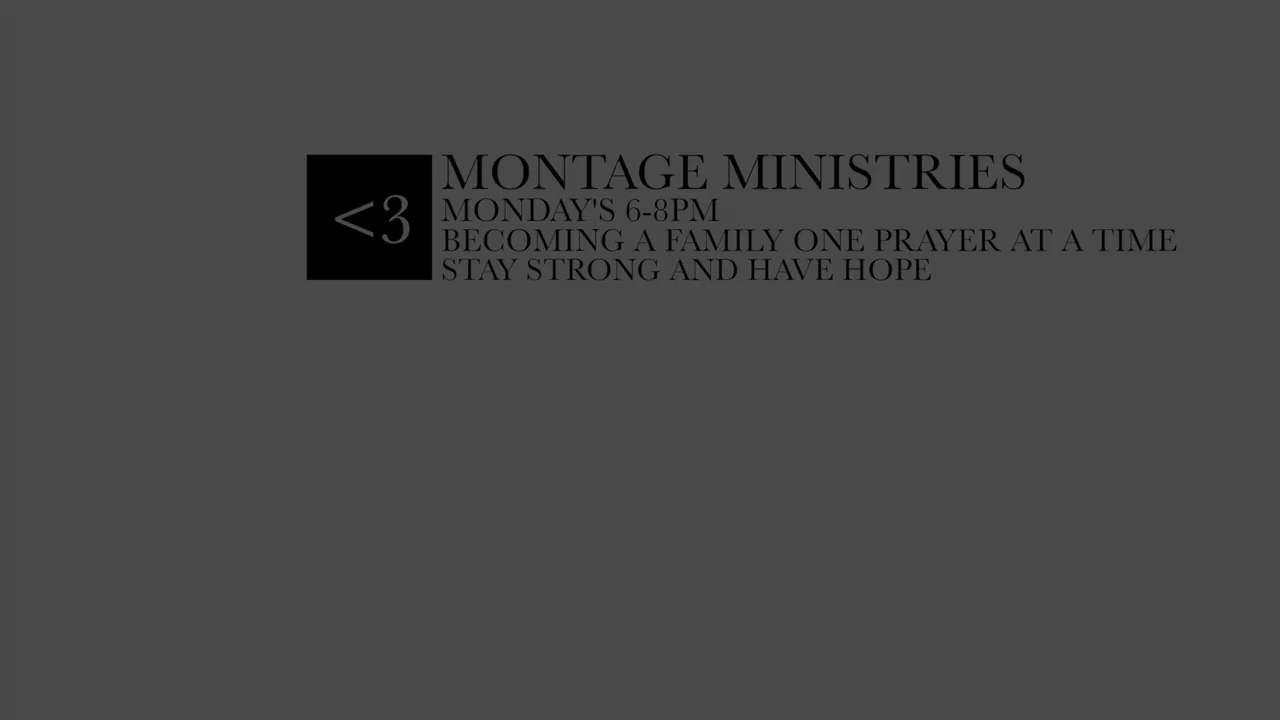 <3
MONTAGE MINISTRIES
MONDAY'S 6-8PM
BECOMING A FAMILY ONE PRAYER AT A TIME
STAY STRONG AND HAVE HOPE